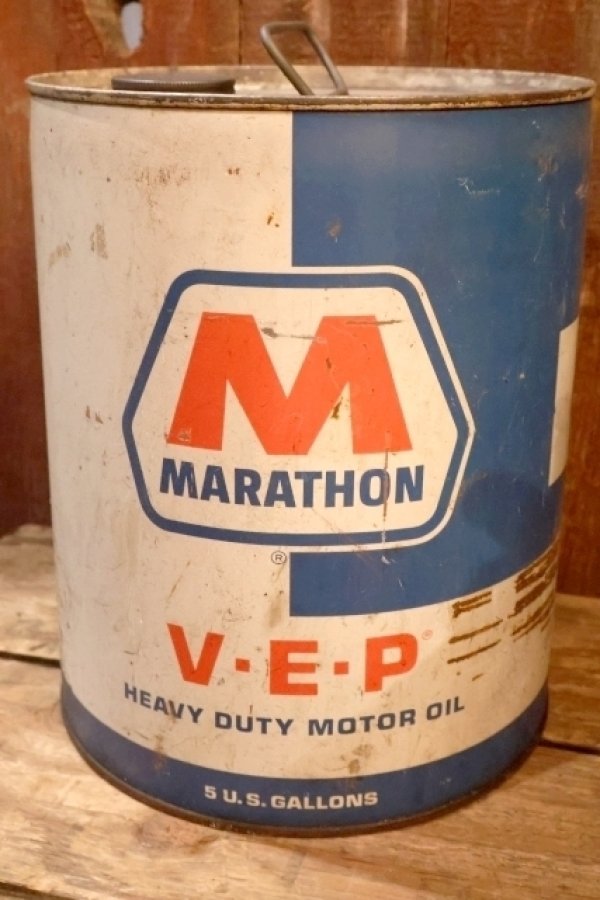 M
MARATHON
®
V·E·P®
HEAVY DUTY MOTOR OIL
5 U.S. GALLONS